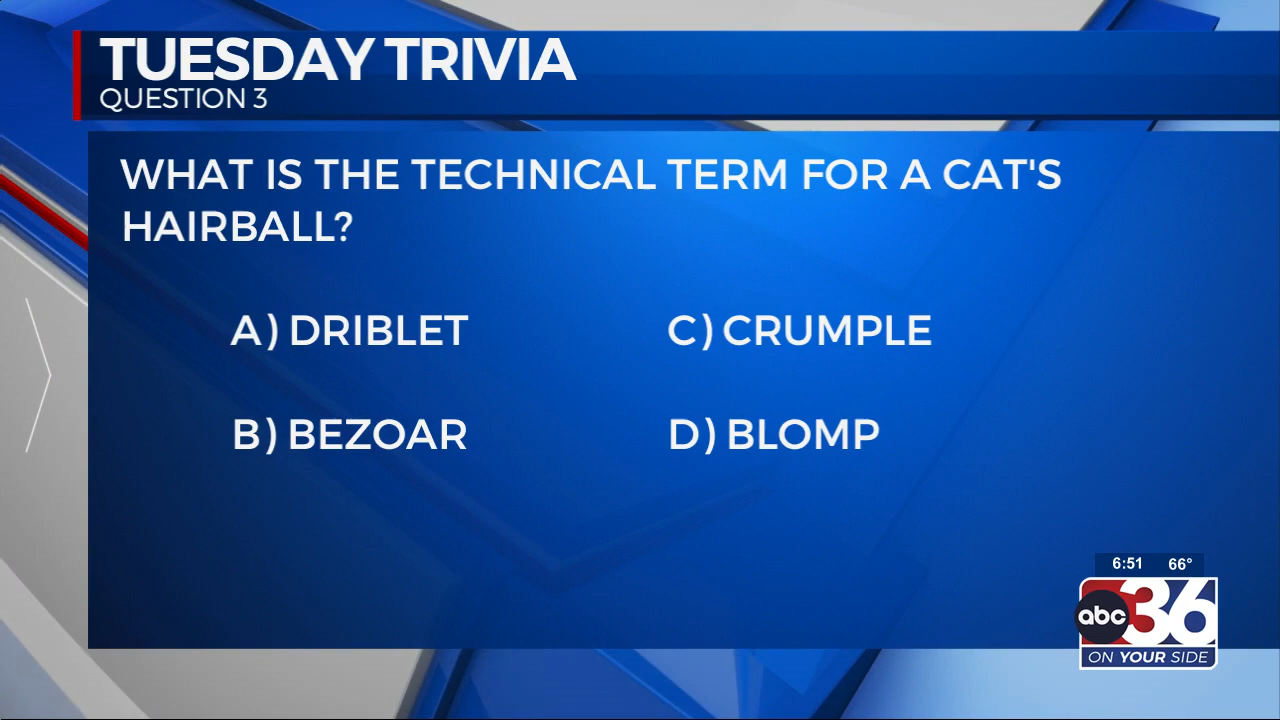 TUESDAY TRIVIA
QUESTION 3
WHAT IS THE TECHNICAL TERM FOR A CAT'S
HAIRBALL?
A) DRIBLET
C) CRUMPLE
B) BEZOAR
D) BLOMP
6:51 66°
abc 36
ON YOUR SIDE